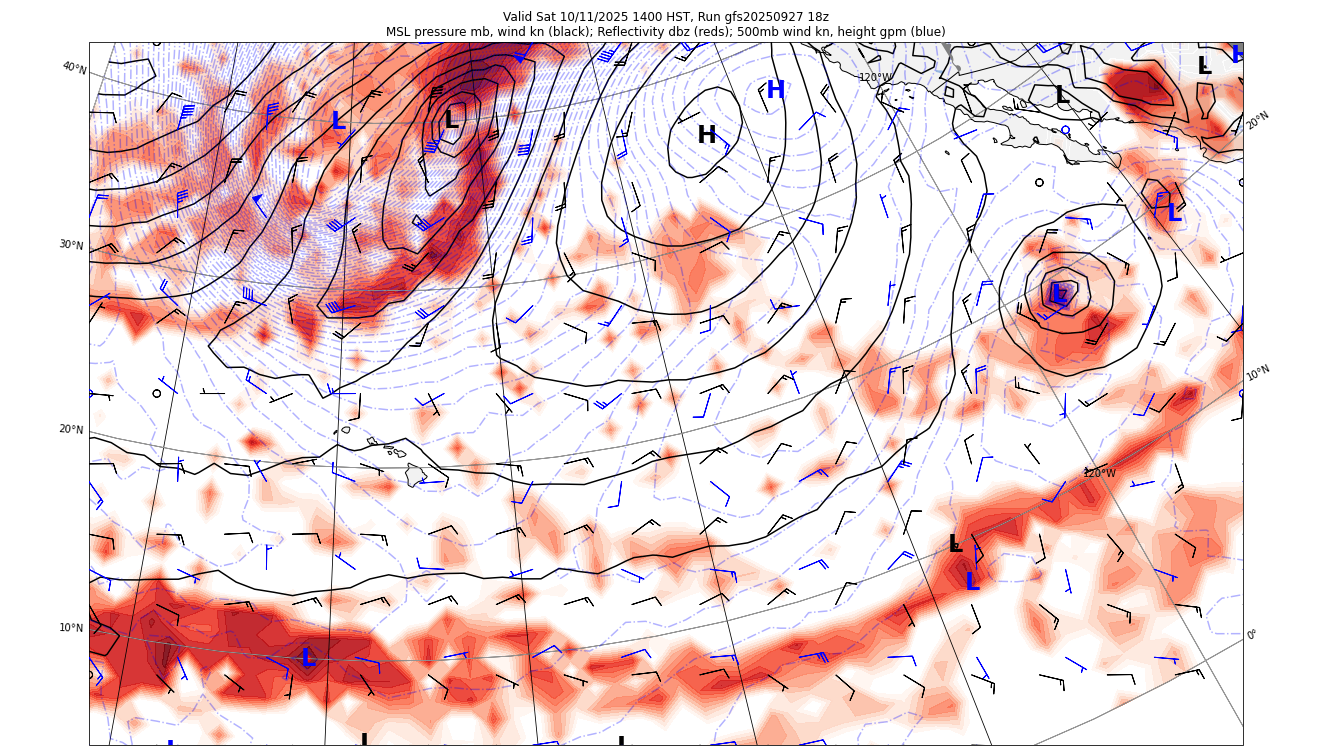 Valid Sat 10/11/2025 1400 HST, Run gfs20250927 18z
MSL pressure mb, wind kn (black); Reflectivity dbz (reds); 500mb wind kn, height gpm (blue)
40°N
120°W
20°N
30°N
10°N
20°N
120°W
10°N
0°
H
H
H
L
L
L
L
L
L
L
L
L
L
L
L
L